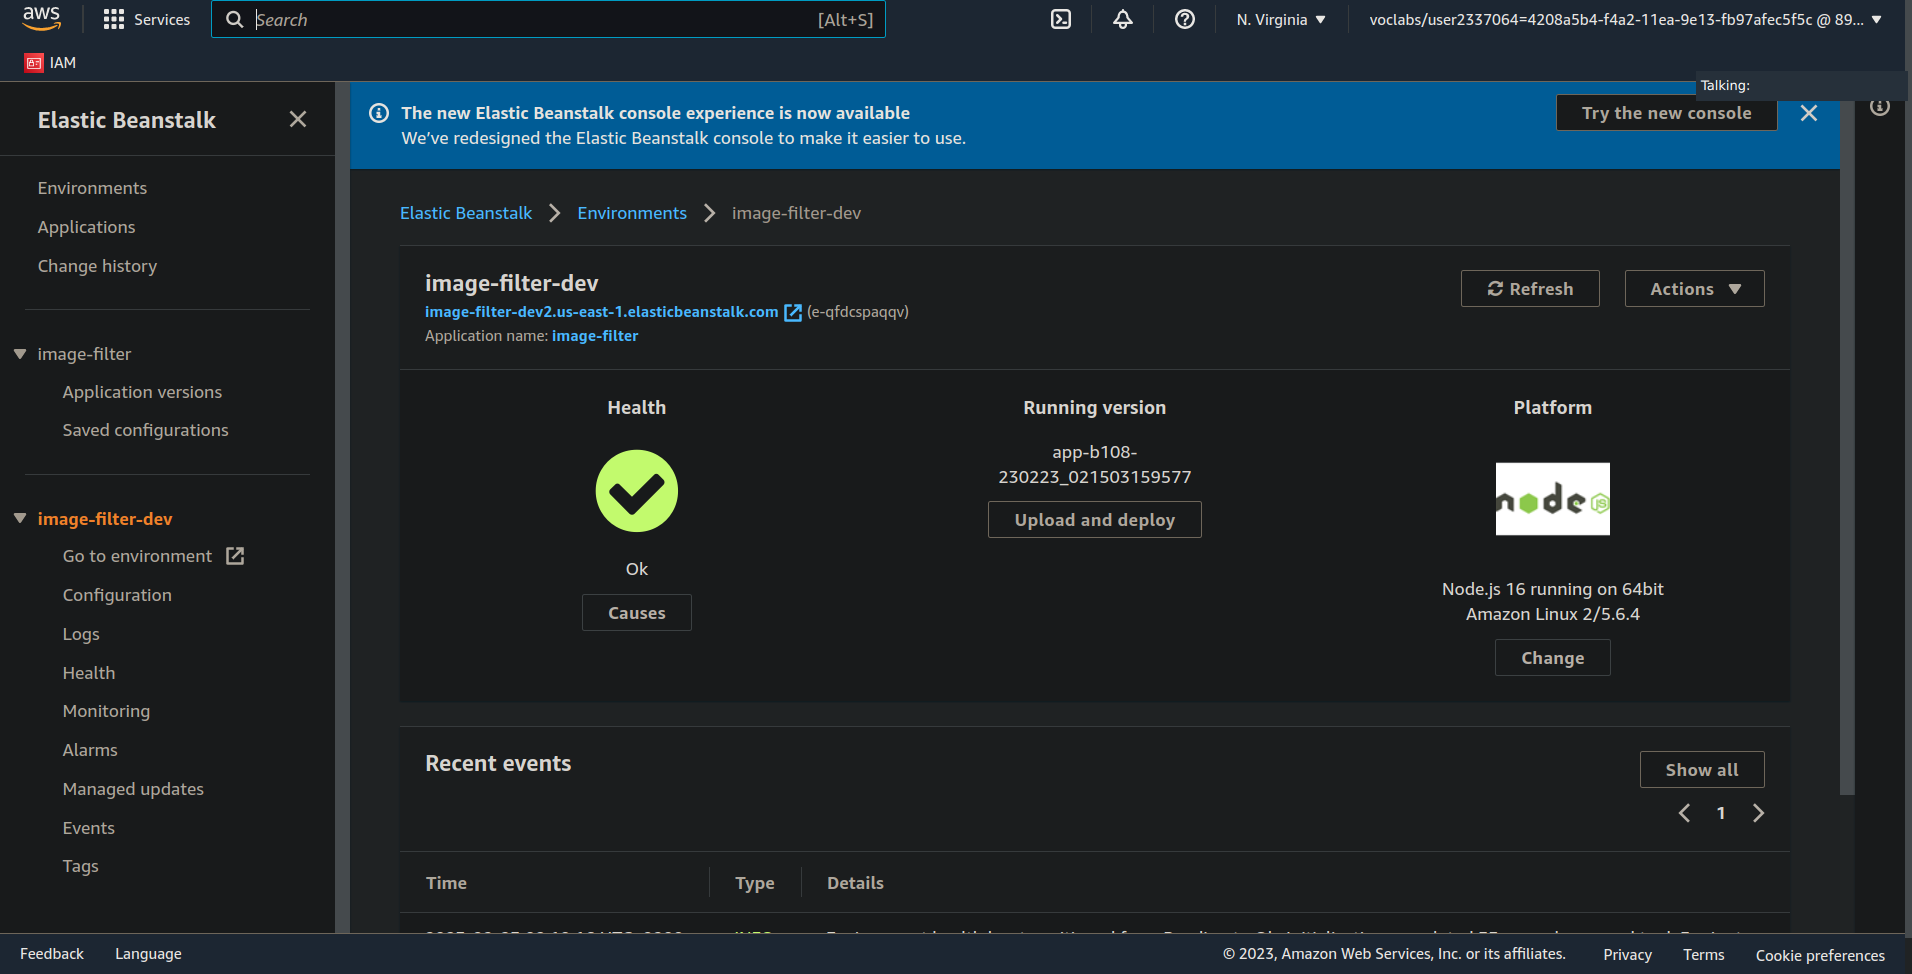 aws
Services
Search
[Alt+S]
N. Virginia
voclabs/user2337064=4208a5b4-f4a2-11ea-9e13-fb97afec5f5c @ 89...
IAM
Talking:
Elastic Beanstalk
Environments
Applications
Change history
image-filter
Application versions
Saved configurations
image-filter-dev
Go to environment
Configuration
Logs
Health
Monitoring
Alarms
Managed updates
Events
Tags
The new Elastic Beanstalk console experience is now available
We've redesigned the Elastic Beanstalk console to make it easier to use.
Try the new console
Elastic Beanstalk
Environments
image-filter-dev
image-filter-dev
image-filter-dev2.us-east-1.elasticbeanstalk.com (e-qfdcspaqqv)
Application name: image-filter
Refresh
Actions
Health
Ok
Causes
Running version
app-b108-
230223_021503159577
Upload and deploy
Platform
node
JS
Node.js 16 running on 64bit
Amazon Linux 2/5.6.4
Change
Recent events
Show all
1
Time
Type
Details
Feedback
Language
© 2023, Amazon Web Services, Inc. or its affiliates.
Privacy
Terms
Cookie preferences